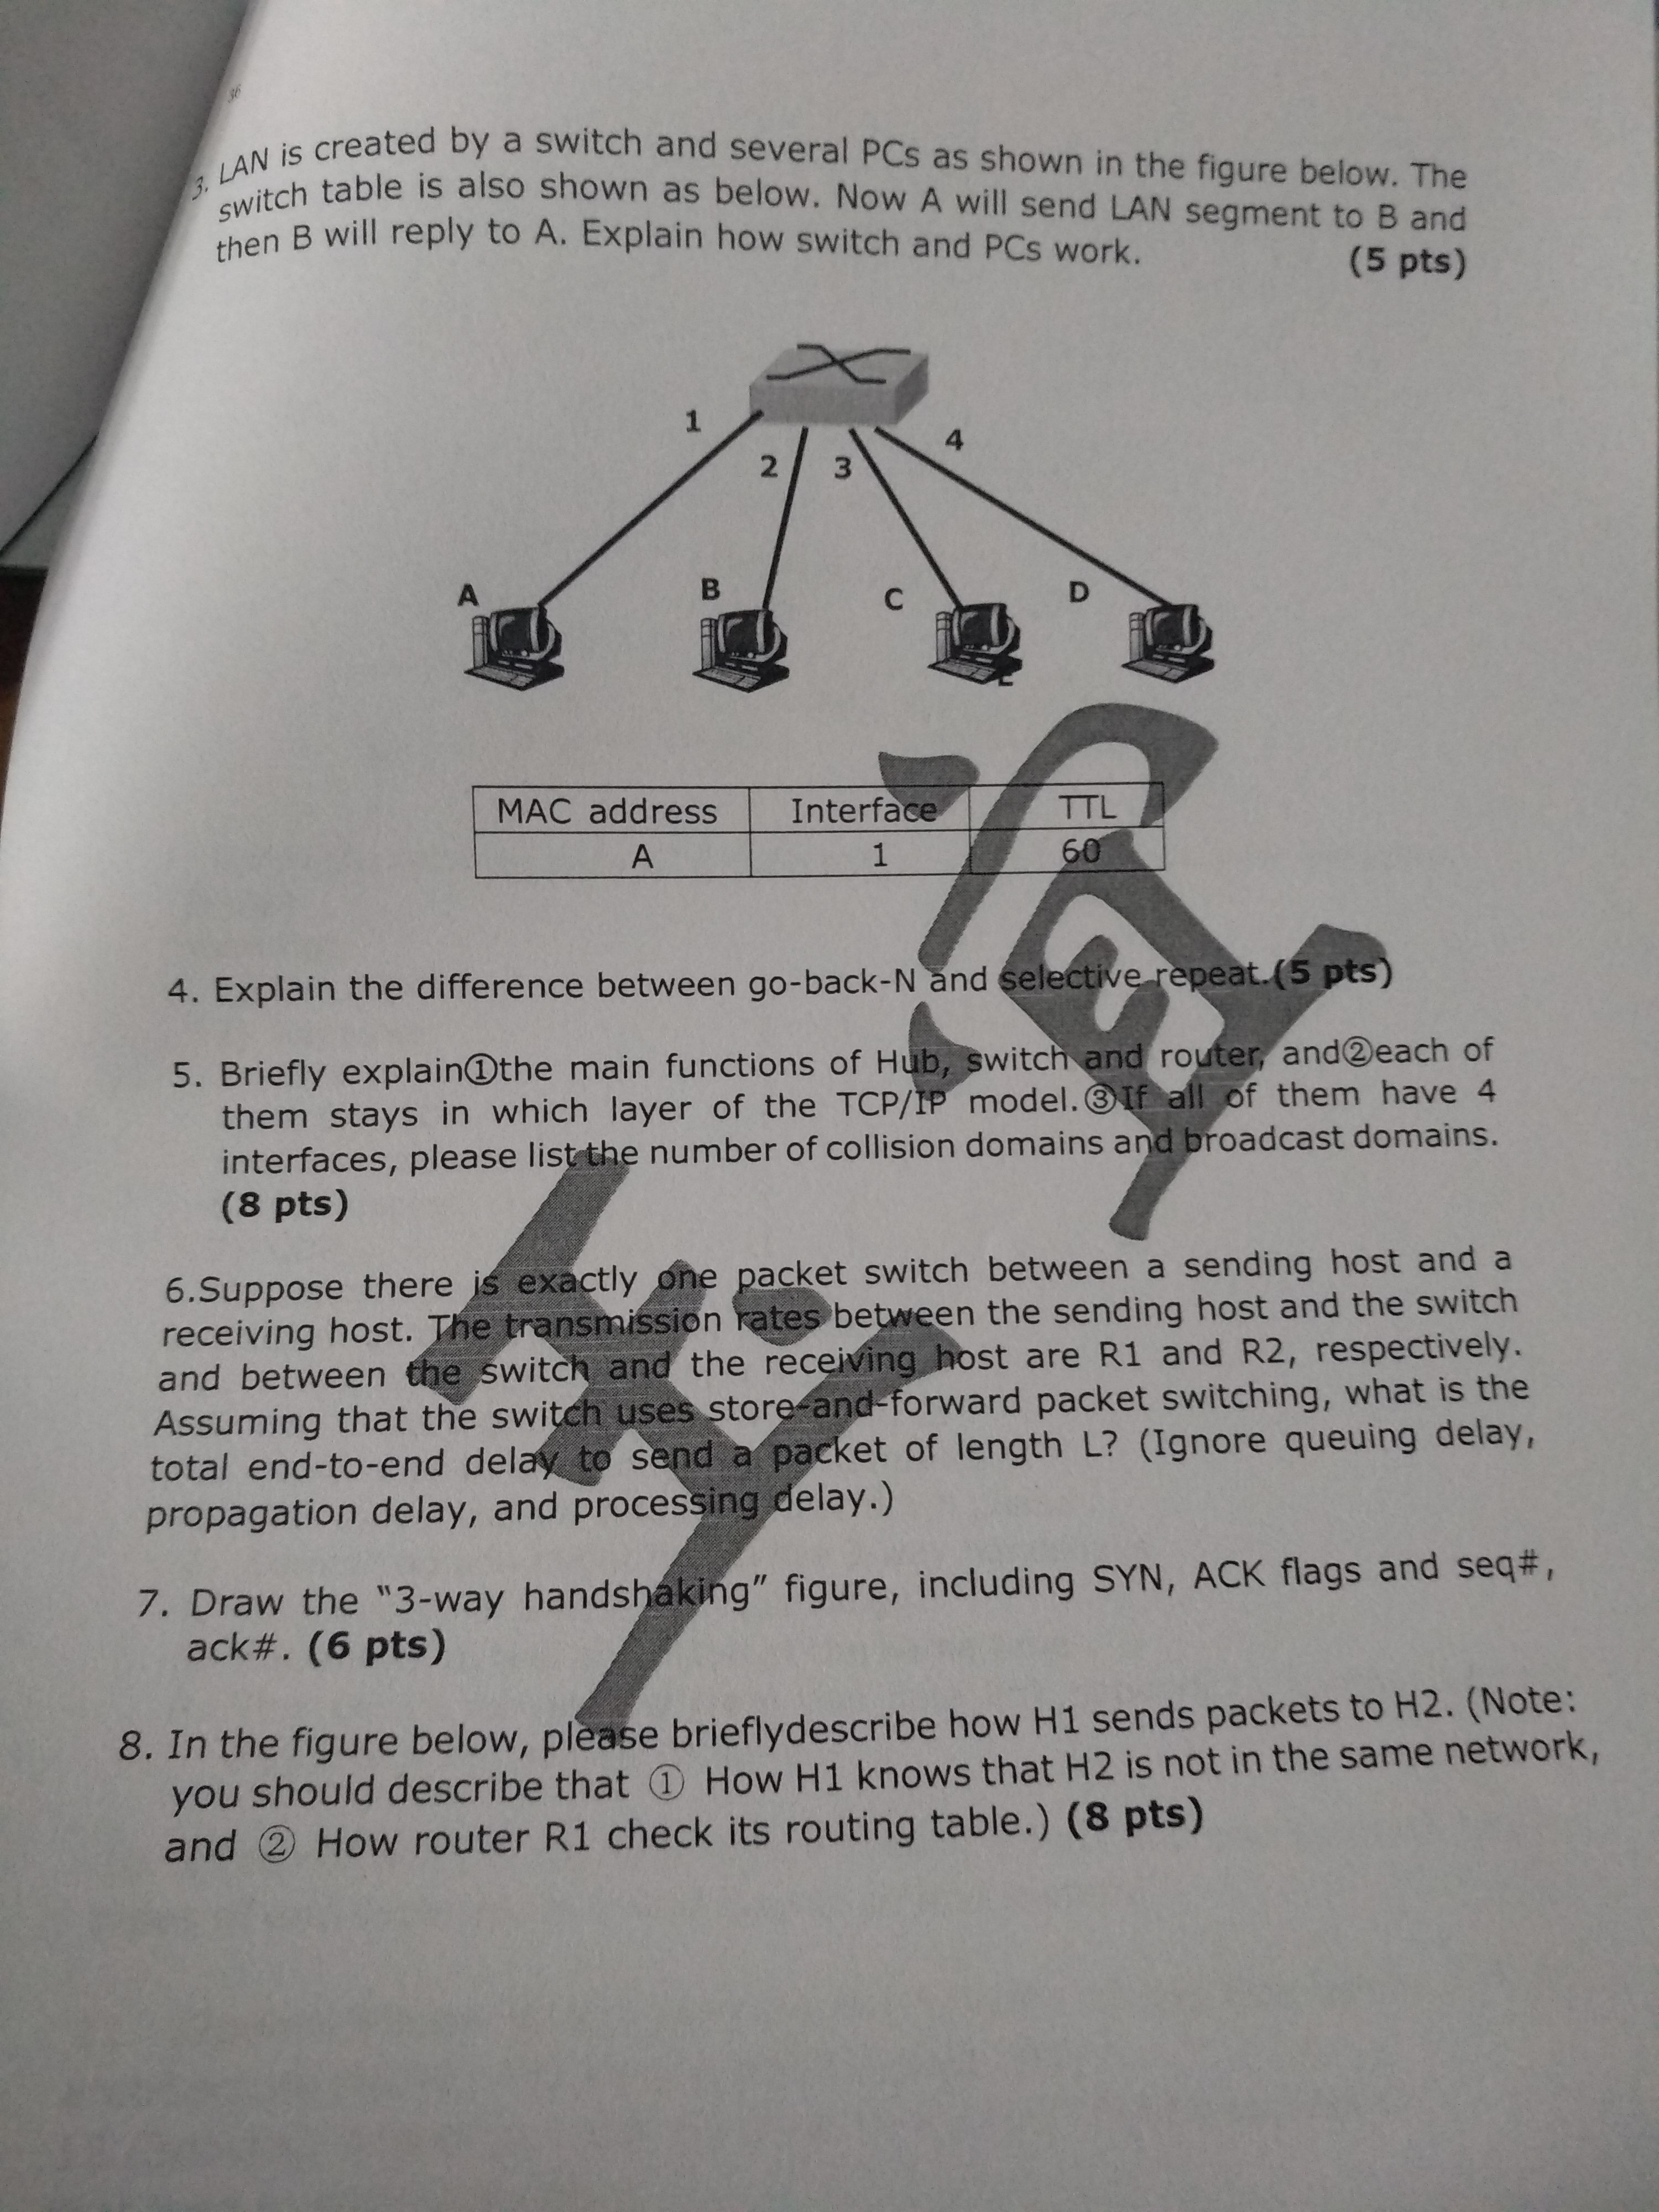 36
3. LAN is created by a switch and several PCs as shown in the figure below. The
switch table is also shown as below. Now A will send LAN segment to B and
then B will reply to A. Explain how switch and PCs work. (5 pts)
1
2
3
4
A
B
C
D
MAC address Interface TTL
A 1 60
4. Explain the difference between go-back-N and selective repeat.(5 pts)
5. Briefly explain①the main functions of Hub, switch and router, and②each of
them stays in which layer of the TCP/IP model.③If all of them have 4
interfaces, please list the number of collision domains and broadcast domains.
(8 pts)
6.Suppose there is exactly one packet switch between a sending host and a
receiving host. The transmission rates between the sending host and the switch
and between the switch and the receiving host are R1 and R2, respectively.
Assuming that the switch uses store-and-forward packet switching, what is the
total end-to-end delay to send a packet of length L? (Ignore queuing delay,
propagation delay, and processing delay.)
7. Draw the "3-way handshaking" figure, including SYN, ACK flags and seq#,
ack#. (6 pts)
8. In the figure below, please brieflydescribe how H1 sends packets to H2. (Note:
you should describe that ① How H1 knows that H2 is not in the same network,
and ② How router R1 check its routing table.) (8 pts)